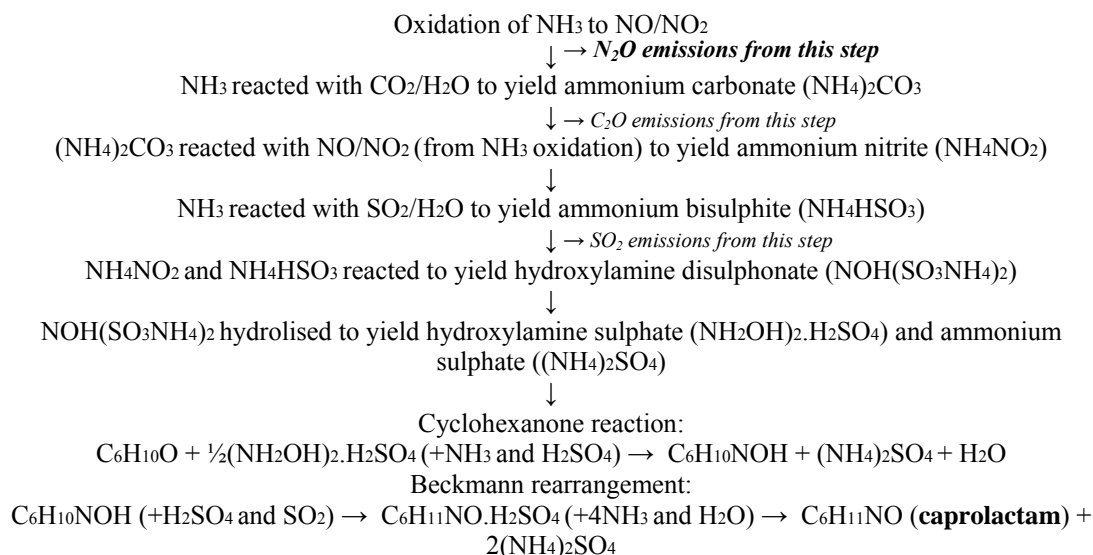 Oxidation of NH3 to NO/NO2
↓ → N2O emissions from this step
NH3 reacted with CO2/H2O to yield ammonium carbonate (NH4)2CO3
↓ → C2O emissions from this step
(NH4)2CO3 reacted with NO/NO2 (from NH3 oxidation) to yield ammonium nitrite (NH4NO2)
↓
NH3 reacted with SO2/H2O to yield ammonium bisulphite (NH4HSO3)
↓ → SO2 emissions from this step
NH4NO2 and NH4HSO3 reacted to yield hydroxylamine disulphonate (NOH(SO3NH4)2)
↓
NOH(SO3NH4)2 hydrolised to yield hydroxylamine sulphate (NH2OH)2.H2SO4) and ammonium
sulphate ((NH4)2SO4)
↓
Cyclohexanone reaction:
C6H10O + ½(NH2OH)2.H2SO4 (+NH3 and H2SO4) → C6H10NOH + (NH4)2SO4 + H2O
Beckmann rearrangement:
C6H10NOH (+H2SO4 and SO2) → C6H11NO.H2SO4 (+4NH3 and H2O) → C6H11NO (caprolactam) +
2(NH4)2SO4